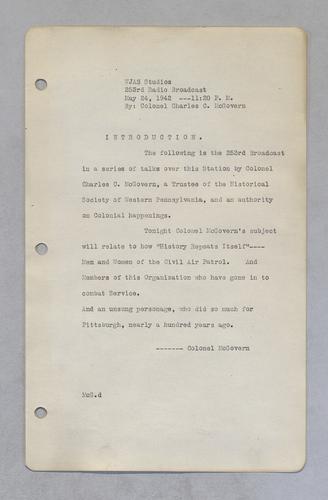 WJAS Studios
253rd Radio Broadcast
May 24, 1942 ---11:20 P. M.
By: Colonel Charles C. McGovern
I N T R O D U C T I O N .
The following is the 253rd Broadcast
in a series of talks over this Station by Colonel
Charles C. McGovern, a Trustee of the Historical
Society of Western Pennsylvania, and an authority
on Colonial happenings.
Tonight Colonel McGovern's subject
will relate to how "History Repeats Itself"----
Men and Women of the Civil Air Patrol. And
Members of this Organization who have gone in to
combat Service.
And an unsung personage, who did so much for
Pittsburgh, nearly a hundred years ago.
------- Colonel McGovern
McG.d